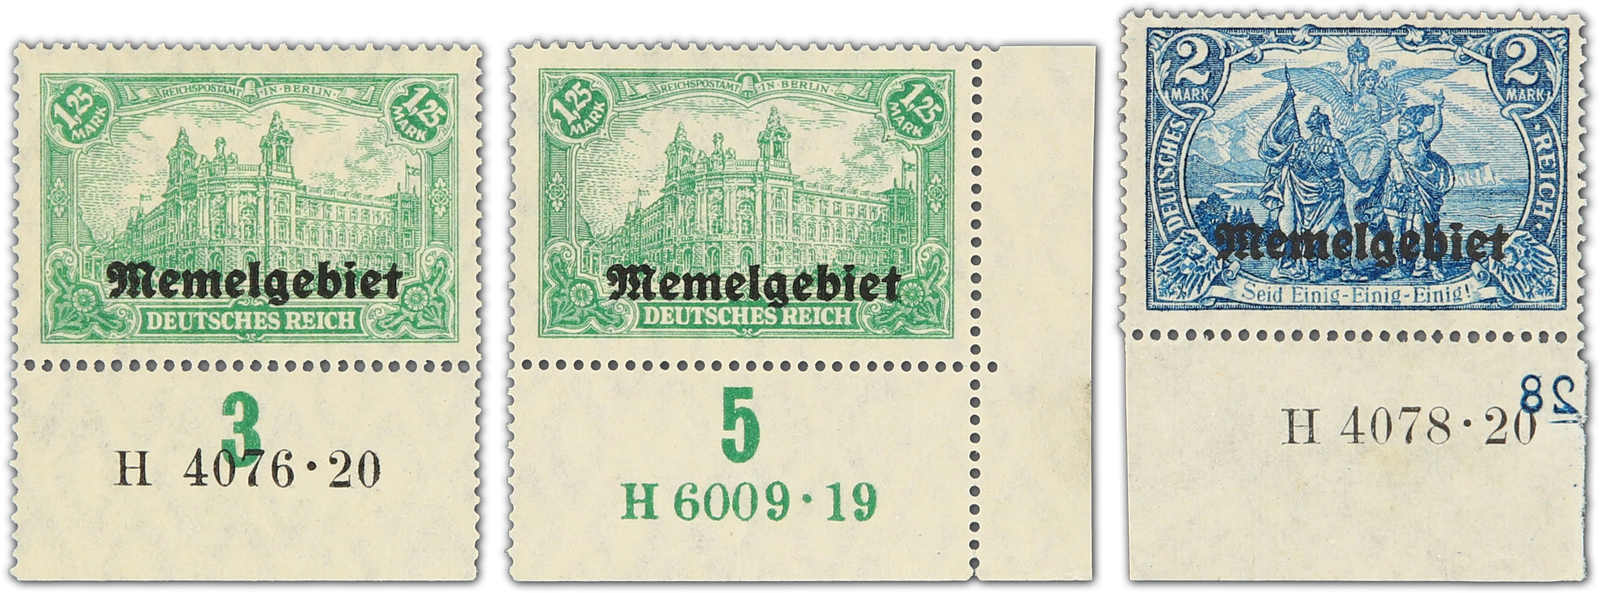 REICHSPOSTAMT IN BERLIN
1,25 MARK 1,25 MARK
Memelgebiet
DEUTSCHES REICH
3
H 4076·20
REICHSPOSTAMT IN BERLIN
1,25 MARK 1,25 MARK
Memelgebiet
DEUTSCHES REICH
5
H 6009·19
2 MARK 2 MARK
DEUTSCHES REICH
Memelgebiet
Seid Einig-Einig-Einig!
28
H 4078·20